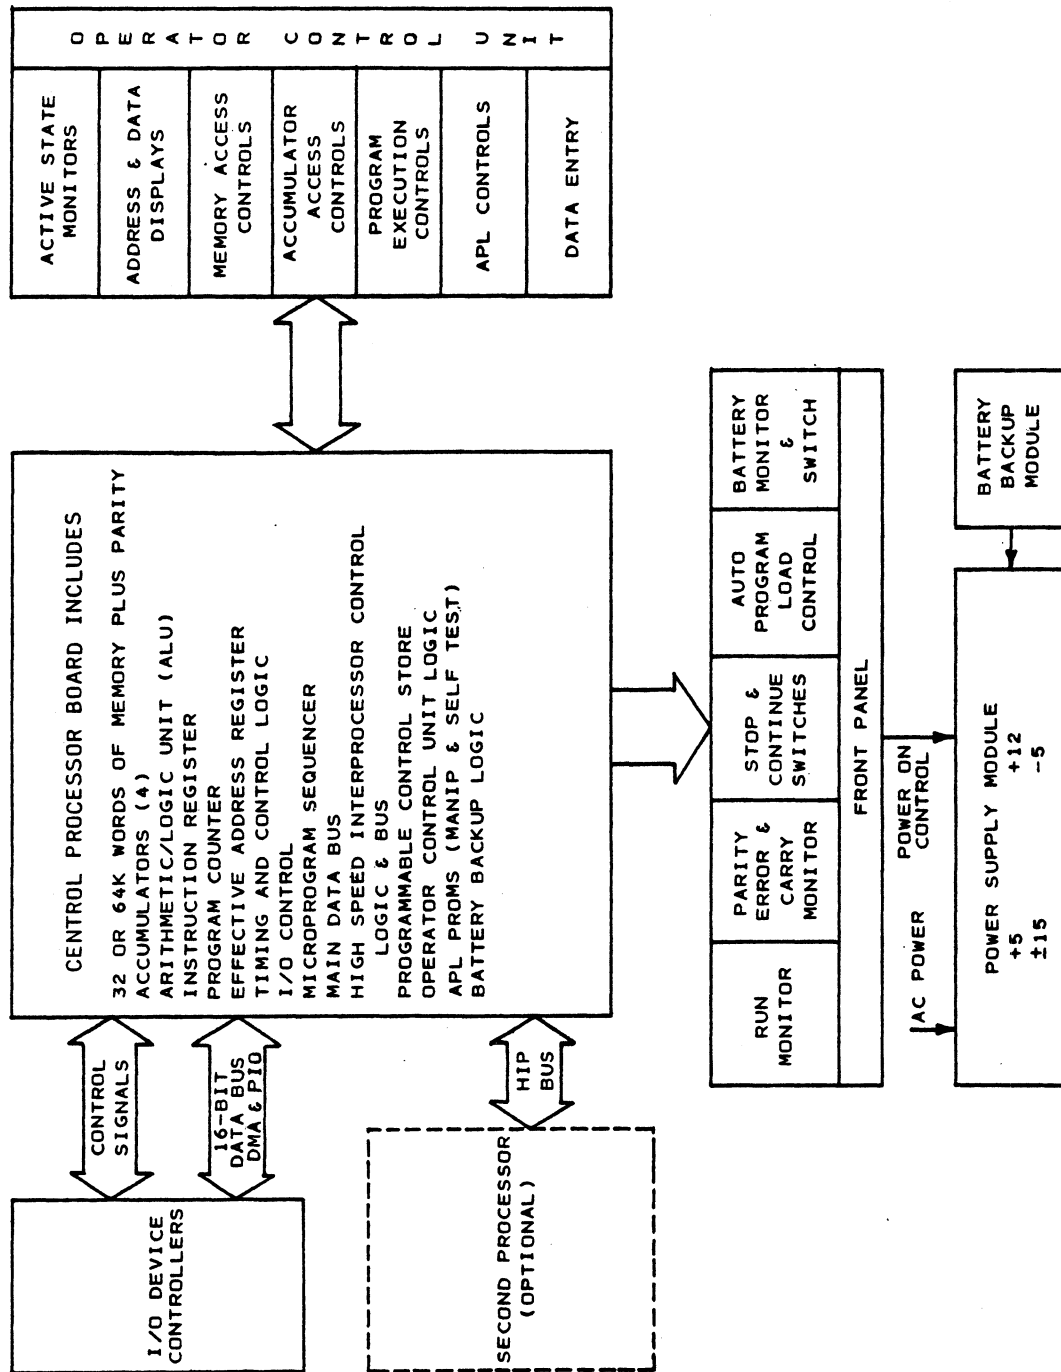 I/O DEVICE
CONTROLLERS
CONTROL
SIGNALS
16-BIT
DATA BUS
DMA & PIO
SECOND PROCESSOR
(OPTIONAL)
HIP
BUS
CENTRAL PROCESSOR BOARD INCLUDES
32 OR 64K WORDS OF MEMORY PLUS PARITY
ACCUMULATORS (4)
ARITHMETIC/LOGIC UNIT (ALU)
INSTRUCTION REGISTER
PROGRAM COUNTER
EFFECTIVE ADDRESS REGISTER
TIMING AND CONTROL LOGIC
I/O CONTROL
MICROPROGRAM SEQUENCER
MAIN DATA BUS
HIGH SPEED INTERPROCESSOR CONTROL
LOGIC & BUS
PROGRAMMABLE CONTROL STORE
OPERATOR CONTROL UNIT LOGIC
APL PROMS (MANIP & SELF TEST)
BATTERY BACKUP LOGIC
ACTIVE STATE
MONITORS
ADDRESS & DATA
DISPLAYS
MEMORY ACCESS
CONTROLS
ACCUMULATOR
ACCESS
CONTROLS
PROGRAM
EXECUTION
CONTROLS
APL CONTROLS
DATA ENTRY
OPERATOR CONTROL UNIT
RUN
MONITOR
PARITY
ERROR &
CARRY
MONITOR
STOP &
CONTINUE
SWITCHES
AUTO
PROGRAM
LOAD
CONTROL
BATTERY
MONITOR
&
SWITCH
FRONT PANEL
AC POWER
POWER ON
CONTROL
POWER SUPPLY MODULE
+5 +12
±15 -5
BATTERY
BACKUP
MODULE